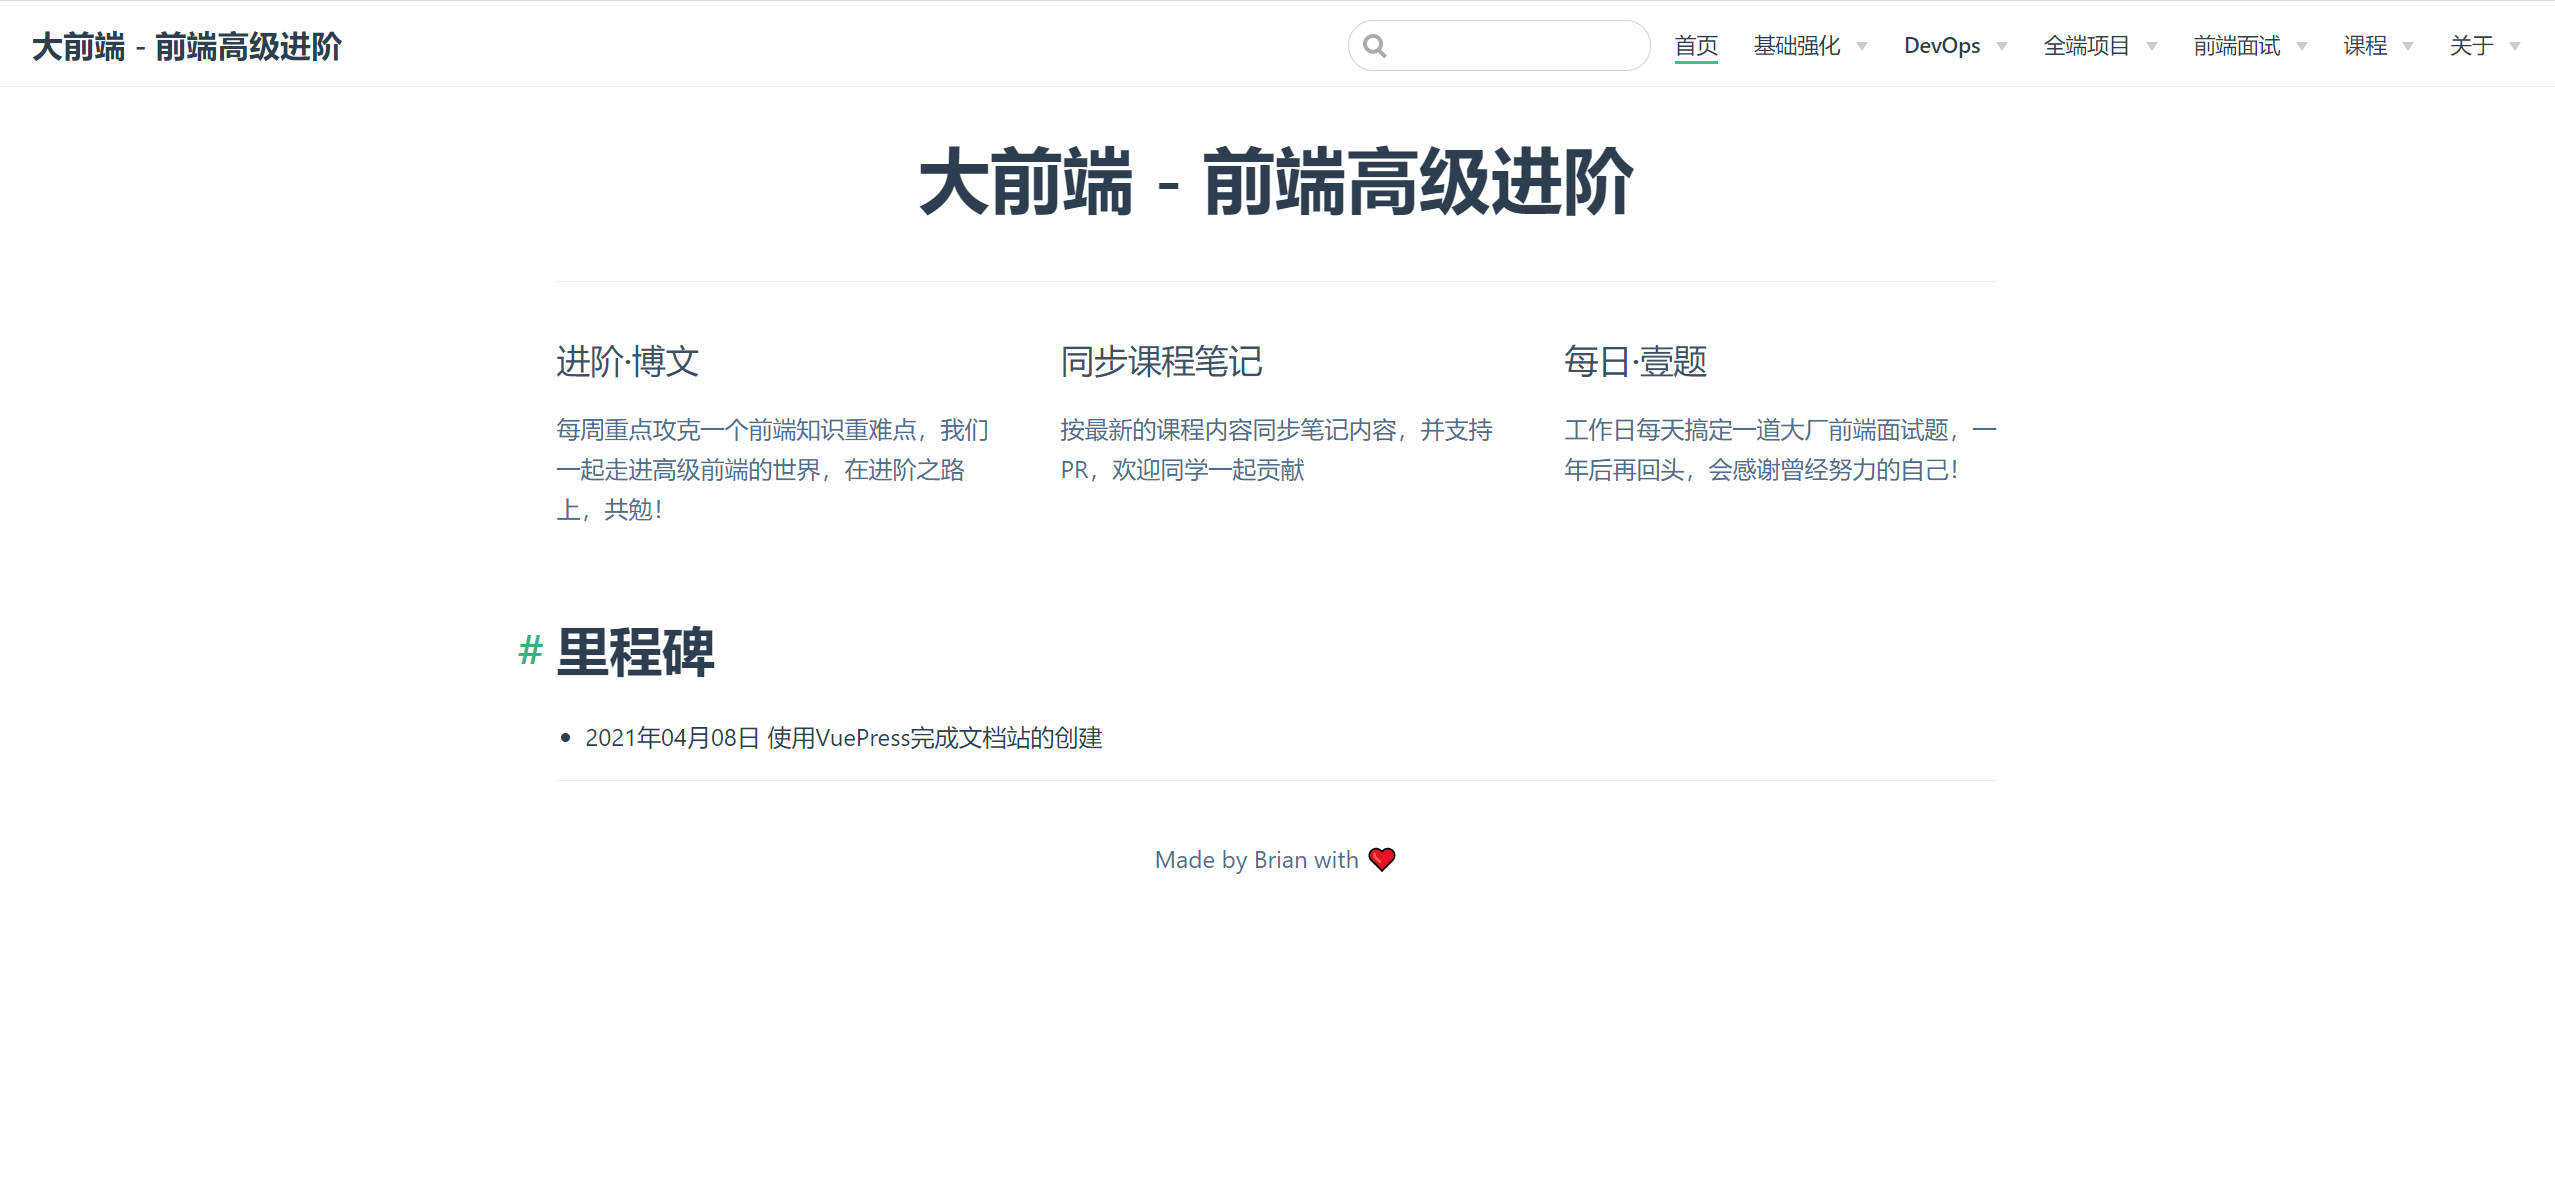 大前端 - 前端高级进阶
首页 基础强化 DevOps 全端项目 前端面试 课程 关于
大前端 - 前端高级进阶
进阶·博文
每周重点攻克一个前端知识重难点，我们
一起走进高级前端的世界，在进阶之路
上，共勉！
同步课程笔记
按最新的课程内容同步笔记内容，并支持
PR，欢迎同学一起贡献
每日·壹题
工作日每天搞定一道大厂前端面试题，一
年后再回头，会感谢曾经努力的自己！
# 里程碑
• 2021年04月08日 使用VuePress完成文档站的创建
Made by Brian with ❤️